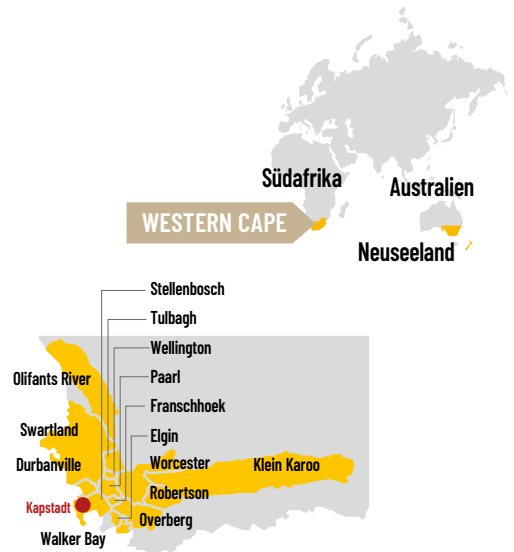 Südafrika
Australien
WESTERN CAPE
Neuseeland
Stellenbosch
Tulbagh
Wellington
Olifants River
Paarl
Franschhoek
Swartland
Elgin
Durbanville
Worcester
Klein Karoo
Robertson
Kapstadt
Overberg
Walker Bay